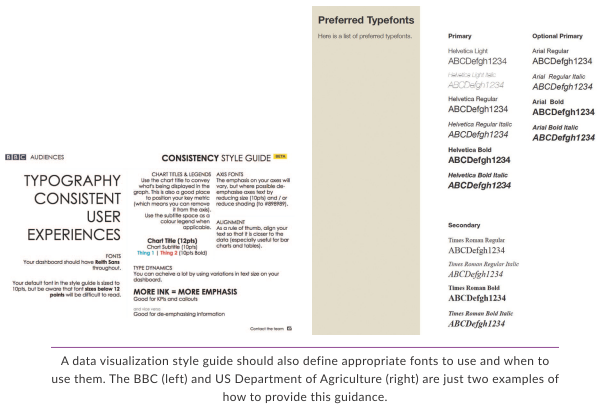 BBC AUDIENCES
CONSISTENCY STYLE GUIDE BETA
TYPOGRAPHY
CONSISTENT
USER
EXPERIENCES
FONTS
Your dashboard should have Reith Sans
throughout.
Your default font in the style guide is sized to
10pts, but be aware that font sizes below 12
points will be difficult to read.
CHART TITLES & LEGENDS
Use the chart title to convey
what's being displayed in the
graph. This is also a good place
to position your key metric
(which means you can remove
it from the axis).
Use the subtitle space as a
colour legend when
applicable.
Chart Title (12pts)
Chart Subtitle (10pts)
Thing 1 | Thing 2 (10pts Bold)
AXIS FONTS
The emphasis on your axes will
vary, but where possible de-
emphasise axes text by
reducing size (10pts) and / or
reduce shading (to
ALIGNMENT
As a rule of thumb, align your
text so that it is closer to the
data (especially useful for bar
charts and tables).
TYPE DYNAMICS
You can acheive a lot by using variations in text size on your
dashboard.
MORE INK = MORE EMPHASIS
Good for KPIs and callouts
Good for de-emphasising information
Contact the team
Preferred Typefonts
Here is a list of preferred typefonts.
Primary
Helvetica Light
ABCDefgh1234
Helvetica Light Italic
ABCDefgh1234
Helvetica Regular
ABCDefgh1234
Helvetica Regular Italic
ABCDefgh1234
Helvetica Bold
ABCDefgh1234
Helvetica Bold Italic
ABCDefgh1234
Optional Primary
Arial Regular
ABCDefgh1234
Arial Regular Italic
ABCDefgh1234
Arial Bold
ABCDefgh1234
Arial Bold Italic
ABCDefgh1234
Secondary
Times Roman Regular
ABCDefgh1234
Times Roman Regular Italic
ABCDefgh1234
Times Roman Bold
ABCDefgh1234
Times Roman Bold Italic
ABCDefgh1234
A data visualization style guide should also define appropriate fonts to use and when to
use them. The BBC (left) and US Department of Agriculture (right) are just two examples of
how to provide this guidance.